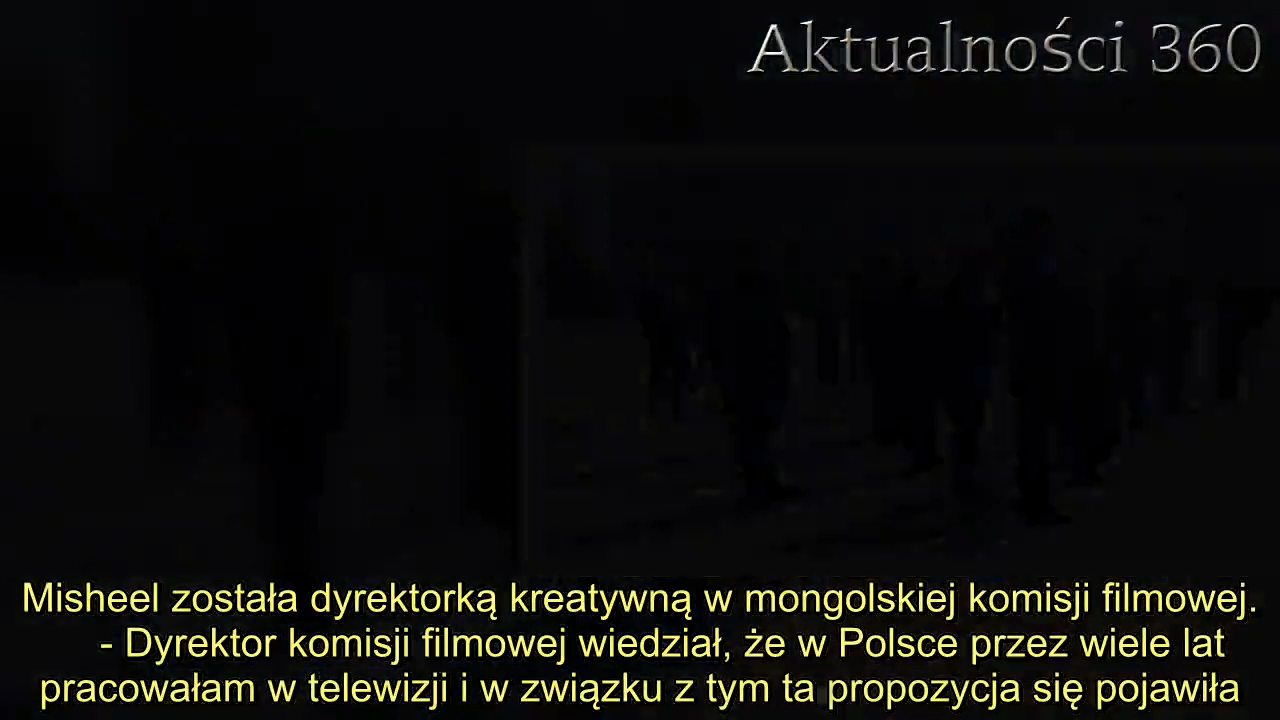 Aktualności 360
Misheel została dyrektorką kreatywną w mongolskiej komisji filmowej.
- Dyrektor komisji filmowej wiedział, że w Polsce przez wiele lat
pracowałam w telewizji i w związku z tym ta propozycja się pojawiła